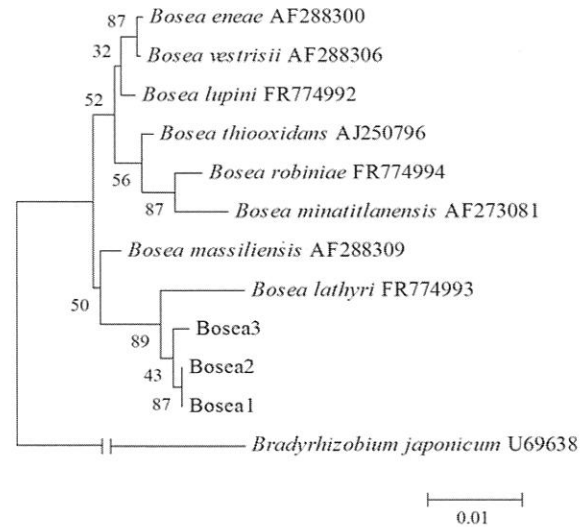 87
Bosea eneae AF288300
32
Bosea vestrisii AF288306
52
Bosea lupini FR774992
Bosea thiooxidans AJ250796
56
Bosea robiniae FR774994
87
Bosea minatitlanensis AF273081
Bosea massiliensis AF288309
50
Bosea lathyri FR774993
89
Bosea3
43
Bosea2
87
Bosea1
Bradyrhizobium japonicum U69638
0.01